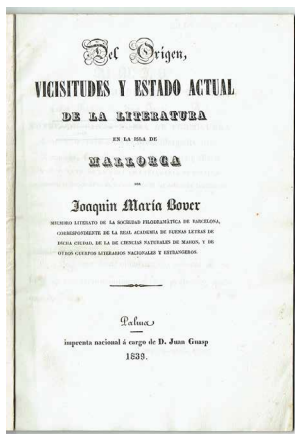 Del Origen,
VICISITUDES Y ESTADO ACTUAL
DE LA LITERATURA
EN LA ISLA DE
MALLORCA
POR
Joaquin María Bover
MIEMBRO LITERATO DE LA SOCIEDAD FILODRAMÁTICA DE BARCELONA,
CORRESPONDIENTE DE LA REAL ACADEMIA DE BUENAS LETRAS DE
DICHA CIUDAD, DE LA DE CIENCIAS NATURALES DE MAHON, Y DE
OTROS CUERPOS LITERARIOS NACIONALES Y ESTRANGEROS.
Palma
imprenta nacional á cargo de D. Juan Guasp
1839.